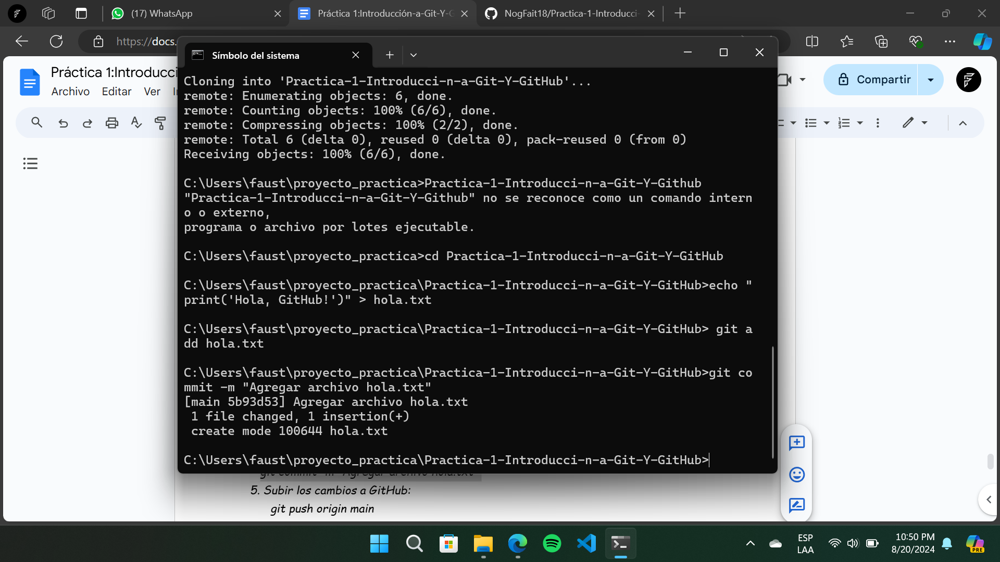 (17) WhatsApp
Práctica 1:Introducción-a-Git-Y-G
NogFait18/Practica-1-Introducci-
https://docs.
Símbolo del sistema
Práctica 1:Introducci
Archivo Editar Ver
Compartir
Cloning into 'Practica-1-Introducci-n-a-Git-Y-GitHub'...
remote: Enumerating objects: 6, done.
remote: Counting objects: 100% (6/6), done.
remote: Compressing objects: 100% (2/2), done.
remote: Total 6 (delta 0), reused 0 (delta 0), pack-reused 0 (from 0)
Receiving objects: 100% (6/6), done.
C:\Users\faust\proyecto_practica>Practica-1-Introducci-n-a-Git-Y-Github
"Practica-1-Introducci-n-a-Git-Y-Github" no se reconoce como un comando intern
o o externo,
programa o archivo por lotes ejecutable.
C:\Users\faust\proyecto_practica>cd Practica-1-Introducci-n-a-Git-Y-GitHub
C:\Users\faust\proyecto_practica\Practica-1-Introducci-n-a-Git-Y-GitHub>echo "
print('Hola, GitHub!')" > hola.txt
C:\Users\faust\proyecto_practica\Practica-1-Introducci-n-a-Git-Y-GitHub> git a
dd hola.txt
C:\Users\faust\proyecto_practica\Practica-1-Introducci-n-a-Git-Y-GitHub>git co
mmit -m "Agregar archivo hola.txt"
[main 5b93d53] Agregar archivo hola.txt
1 file changed, 1 insertion(+)
create mode 100644 hola.txt
C:\Users\faust\proyecto_practica\Practica-1-Introducci-n-a-Git-Y-GitHub>
git commit -m "Agregar archivo hola.txt"
5. Subir los cambios a GitHub:
git push origin main
ESP
LAA
10:50 PM
8/20/2024
PRE